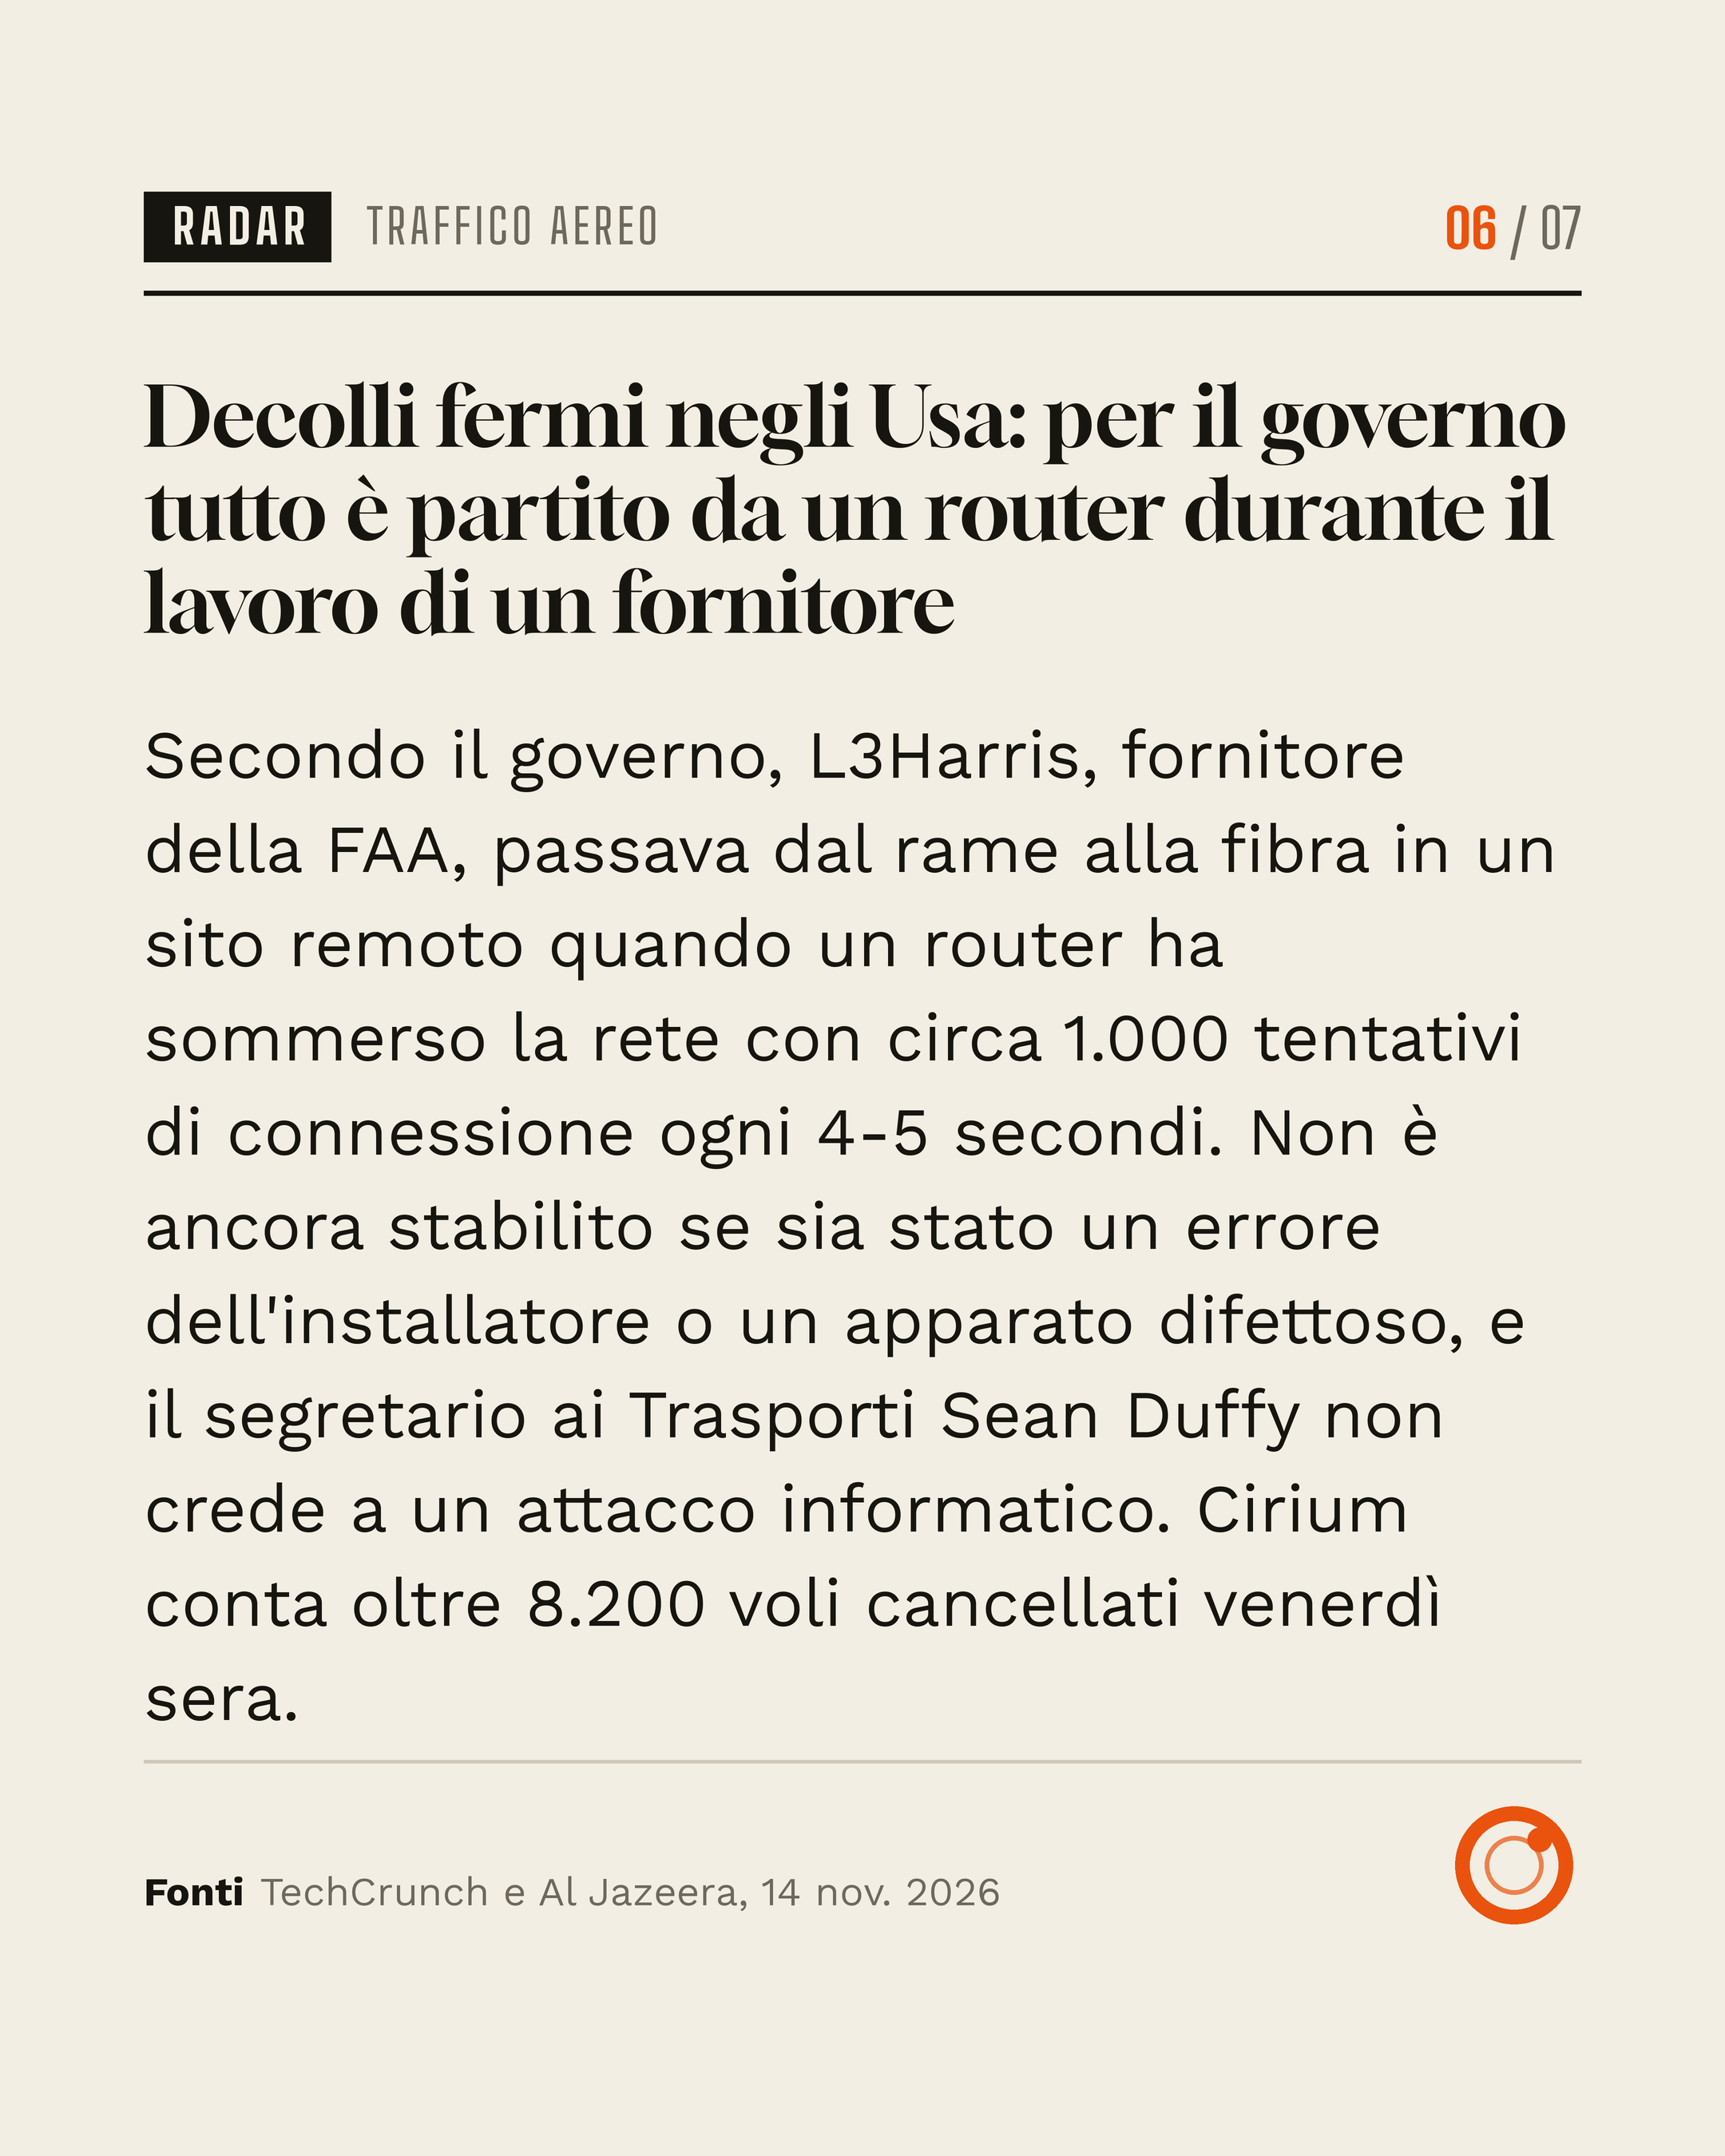 RADAR TRAFFICO AEREO 06 / 07
Decolli fermi negli Usa: per il governo
tutto è partito da un router durante il
lavoro di un fornitore
Secondo il governo, L3Harris, fornitore
della FAA, passava dal rame alla fibra in un
sito remoto quando un router ha
sommerso la rete con circa 1.000 tentativi
di connessione ogni 4-5 secondi. Non è
ancora stabilito se sia stato un errore
dell'installatore o un apparato difettoso, e
il segretario ai Trasporti Sean Duffy non
crede a un attacco informatico. Cirium
conta oltre 8.200 voli cancellati venerdì
sera.
Fonti TechCrunch e Al Jazeera, 14 nov. 2026